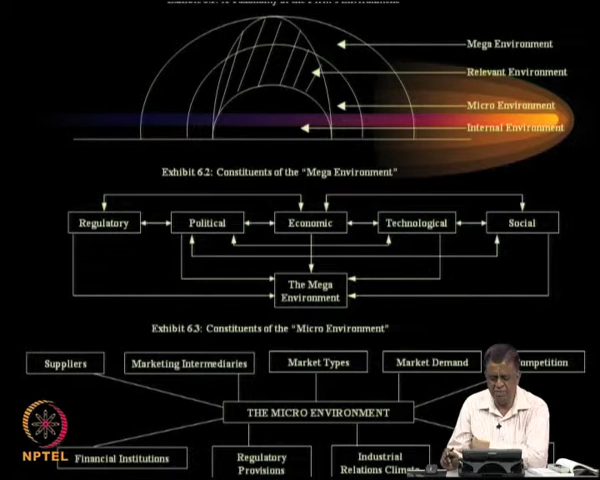 Mega Environment
Relevant Environment
Micro Environment
Internal Environment
Exhibit 6.2: Constituents of the "Mega Environment"
Regulatory
Political
Economic
Technological
Social
The Mega
Environment
Exhibit 6.3: Constituents of the "Micro Environment"
Suppliers
Marketing Intermediaries
Market Types
Market Demand
ompetition
THE MICRO ENVIRONMENT
Financial Institutions
Regulatory
Provisions
Industrial
Relations Climate
NPTEL